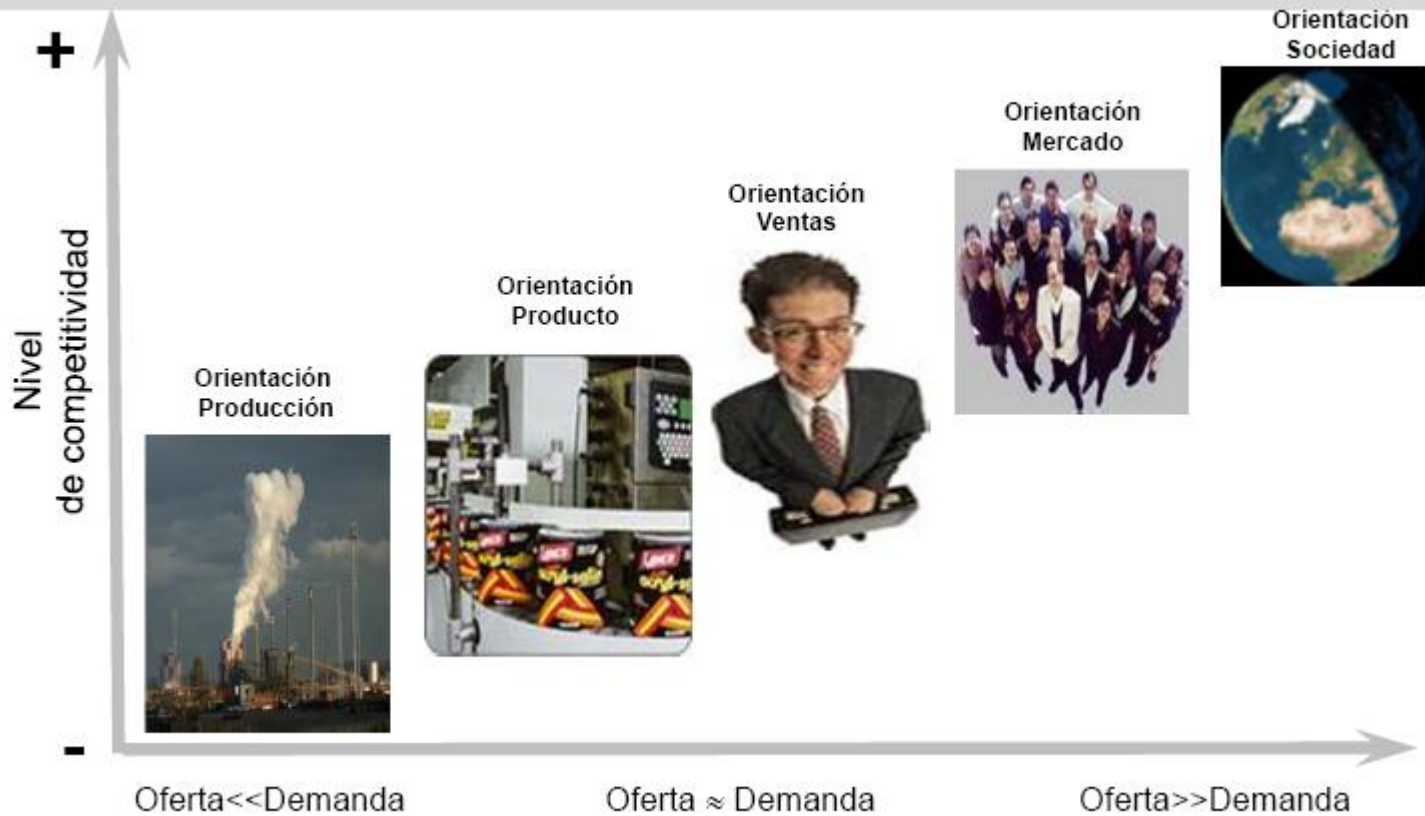 +
Orientación
Sociedad
Orientación
Mercado
Orientación
Ventas
Orientación
Producto
Orientación
Producción
Nivel
de competitividad
-
Oferta<<Demanda
Oferta ≈ Demanda
Oferta>>Demanda